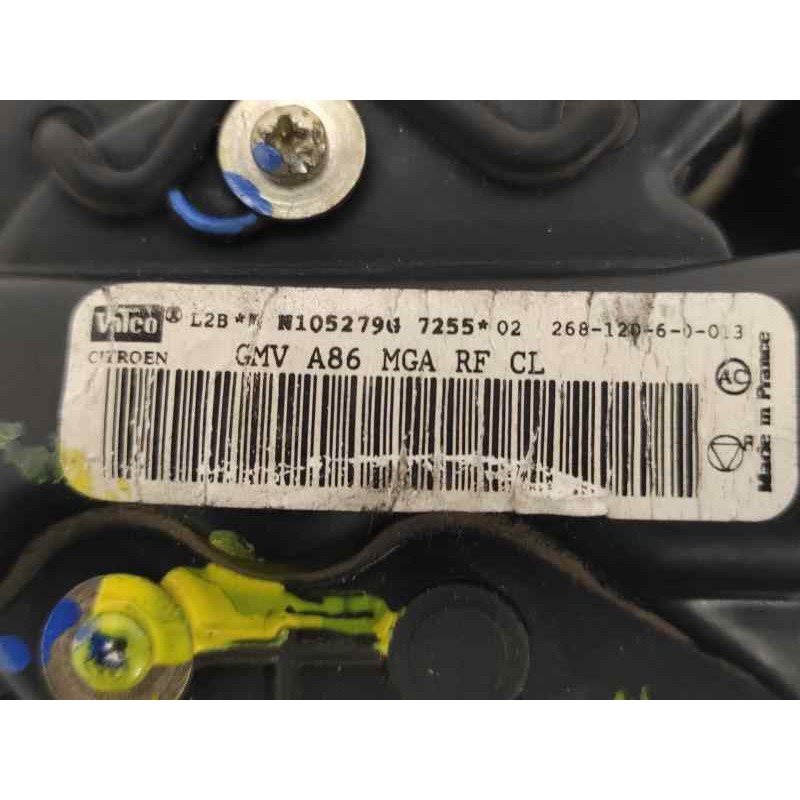 Valeo® L2B * N105279G 7255*02 268-120-6-0-013
CITROEN GMV A86 MGA RF CL
AC
Made in France